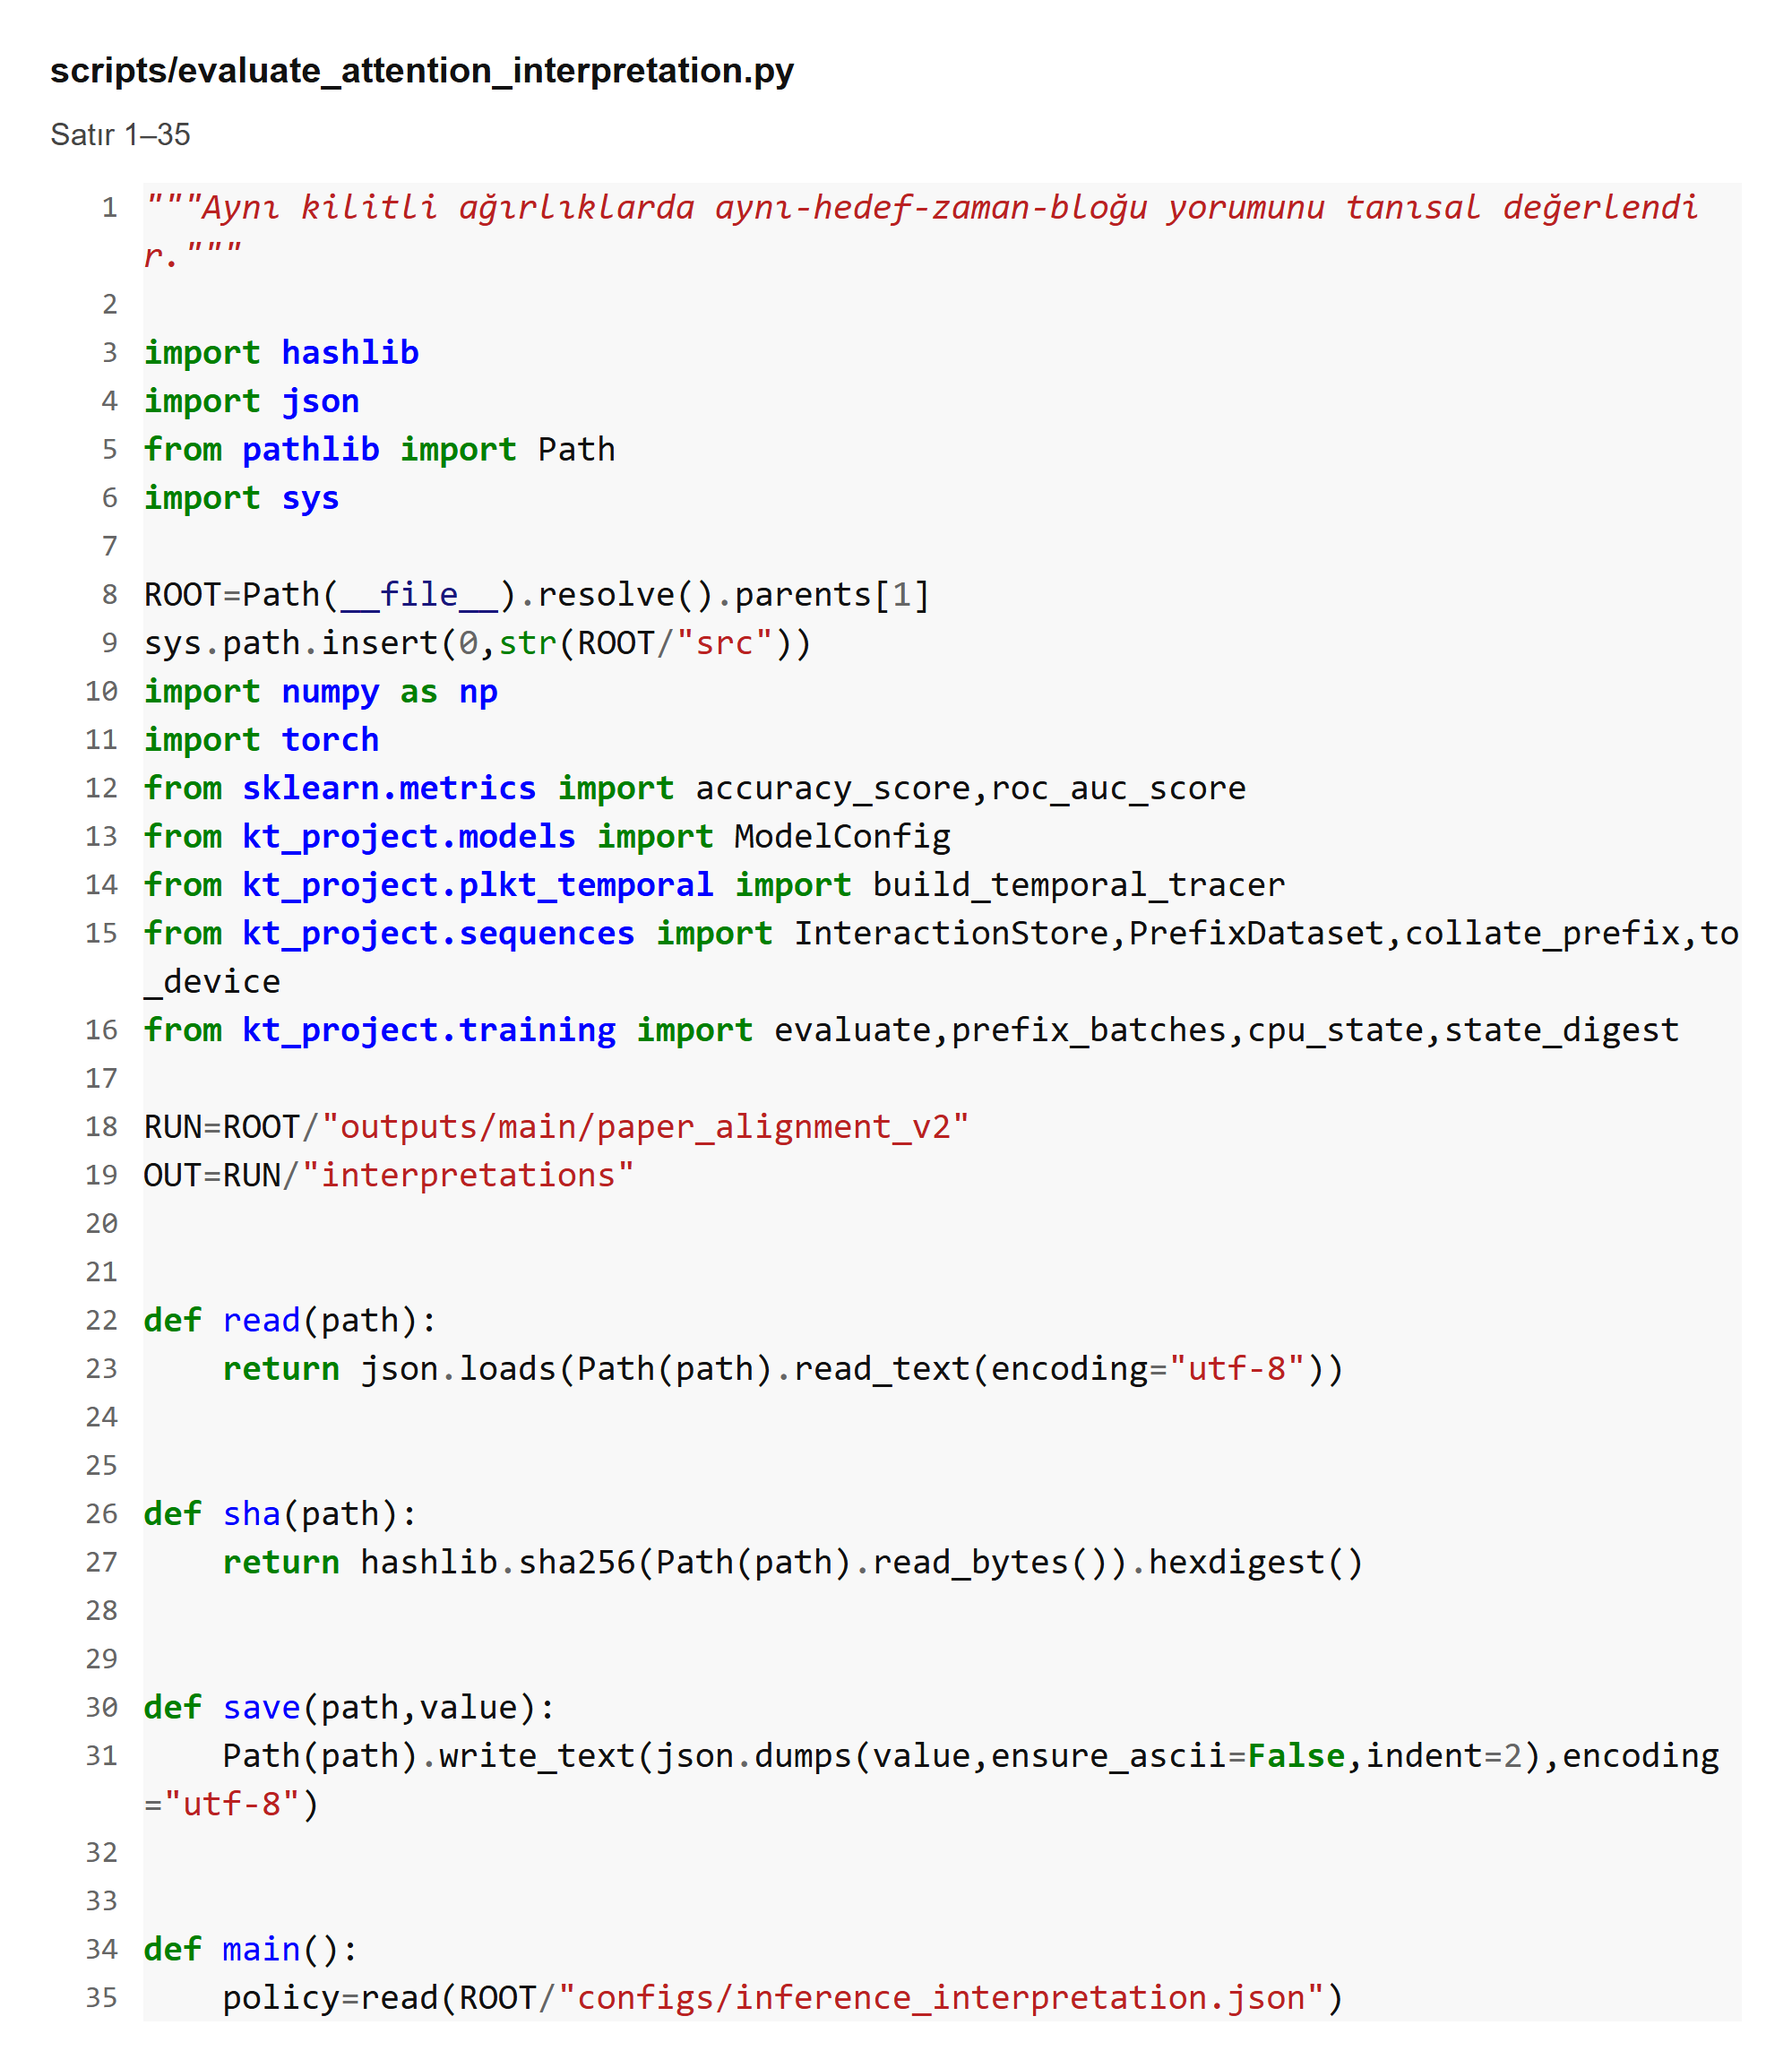 scripts/evaluate_attention_interpretation.py
Satır 1–35
1 """Aynı kilitli ağırlıklarda aynı-hedef-zaman-bloğu yorumunu tanısal değerlendi
r."""
2
3 import hashlib
4 import json
5 from pathlib import Path
6 import sys
7
8 ROOT=Path(__file__).resolve().parents[1]
9 sys.path.insert(0,str(ROOT/"src"))
10 import numpy as np
11 import torch
12 from sklearn.metrics import accuracy_score,roc_auc_score
13 from kt_project.models import ModelConfig
14 from kt_project.plkt_temporal import build_temporal_tracer
15 from kt_project.sequences import InteractionStore,PrefixDataset,collate_prefix,to
_device
16 from kt_project.training import evaluate,prefix_batches,cpu_state,state_digest
17
18 RUN=ROOT/"outputs/main/paper_alignment_v2"
19 OUT=RUN/"interpretations"
20
21
22 def read(path):
23     return json.loads(Path(path).read_text(encoding="utf-8"))
24
25
26 def sha(path):
27     return hashlib.sha256(Path(path).read_bytes()).hexdigest()
28
29
30 def save(path,value):
31     Path(path).write_text(json.dumps(value,ensure_ascii=False,indent=2),encoding
="utf-8")
32
33
34 def main():
35     policy=read(ROOT/"configs/inference_interpretation.json")